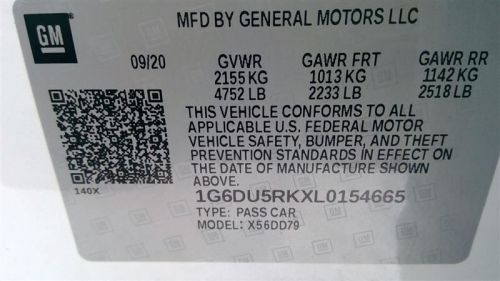 GM
MFD BY GENERAL MOTORS LLC
09/20 GVWR GAWR FRT GAWR RR
2155 KG 1013 KG 1142 KG
4752 LB 2233 LB 2518 LB
THIS VEHICLE CONFORMS TO ALL
APPLICABLE U.S. FEDERAL MOTOR
VEHICLE SAFETY, BUMPER, AND THEFT
PREVENTION STANDARDS IN EFFECT ON
THE DATE OF MANUFACTURE SHOWN
ABOVE.
140X
1G6DU5RKXL0154665
TYPE: PASS CAR
MODEL: X56DD79